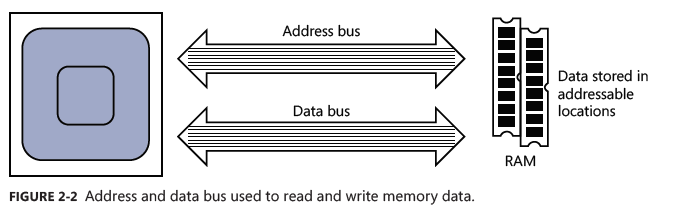 Address bus
Data bus
Data stored in
addressable
locations
RAM
FIGURE 2-2 Address and data bus used to read and write memory data.